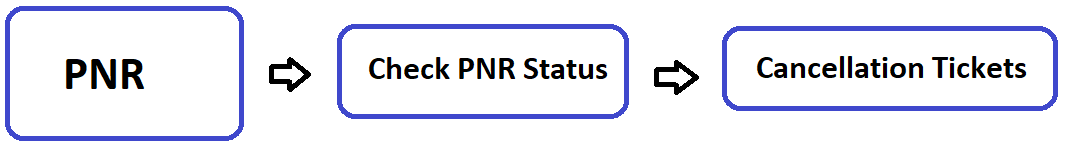 PNR
Check PNR Status
Cancellation Tickets